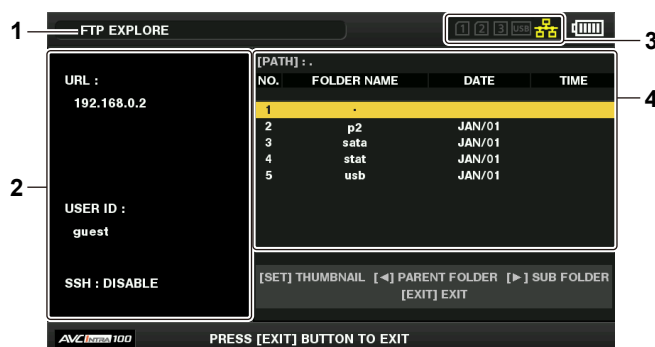 1
FTP EXPLORE
1 2 3 USB
3
[PATH] : .
URL :
192.168.0.2
NO. FOLDER NAME DATE TIME
4
1 .
2 p2 JAN/01
3 sata JAN/01
4 stat JAN/01
5 usb JAN/01
2
USER ID :
guest
SSH : DISABLE
[SET] THUMBNAIL [◄] PARENT FOLDER [►] SUB FOLDER
[EXIT] EXIT
AVC INTRA 100 PRESS [EXIT] BUTTON TO EXIT